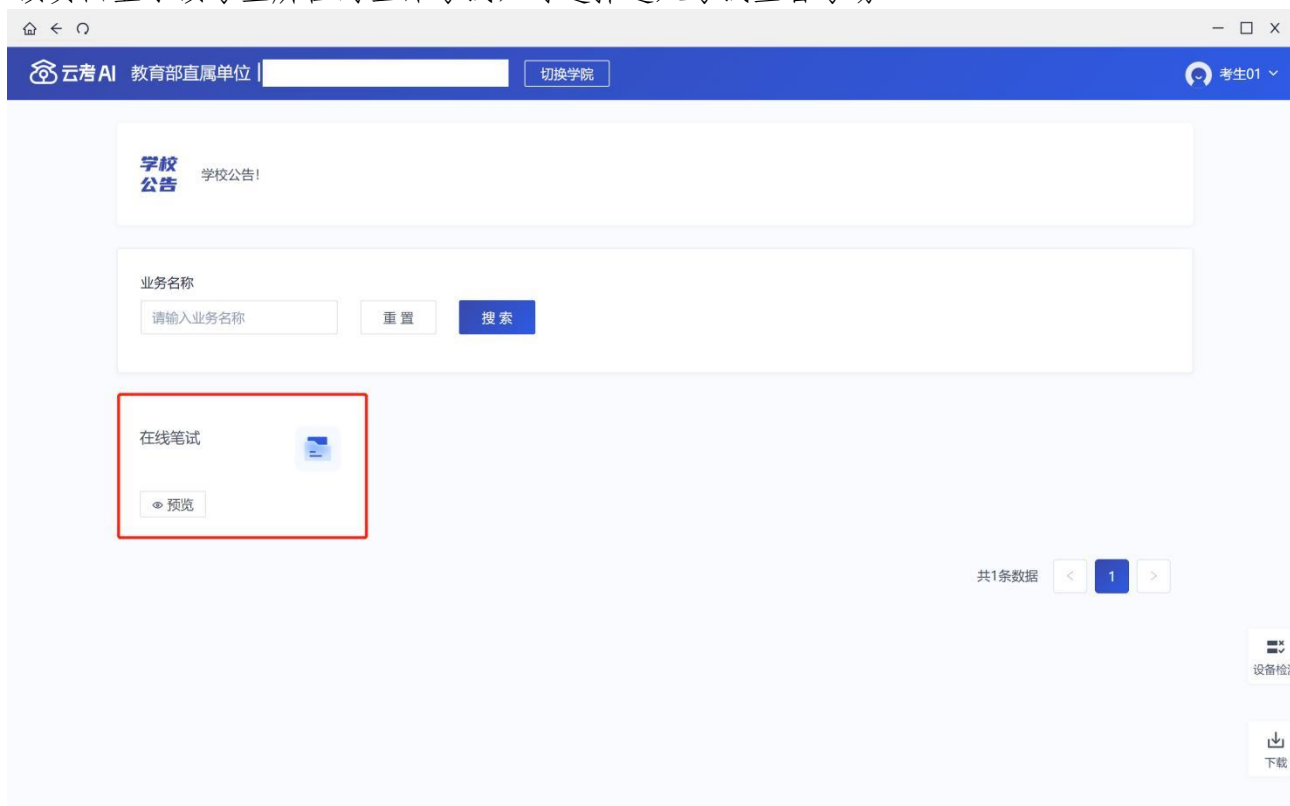 云考AI 教育部直属单位 | 切换学院 考生01
学校
公告
学校公告!
业务名称
请输入业务名称 重置 搜索
在线笔试
预览
共1条数据 < 1 >
设备检
下载